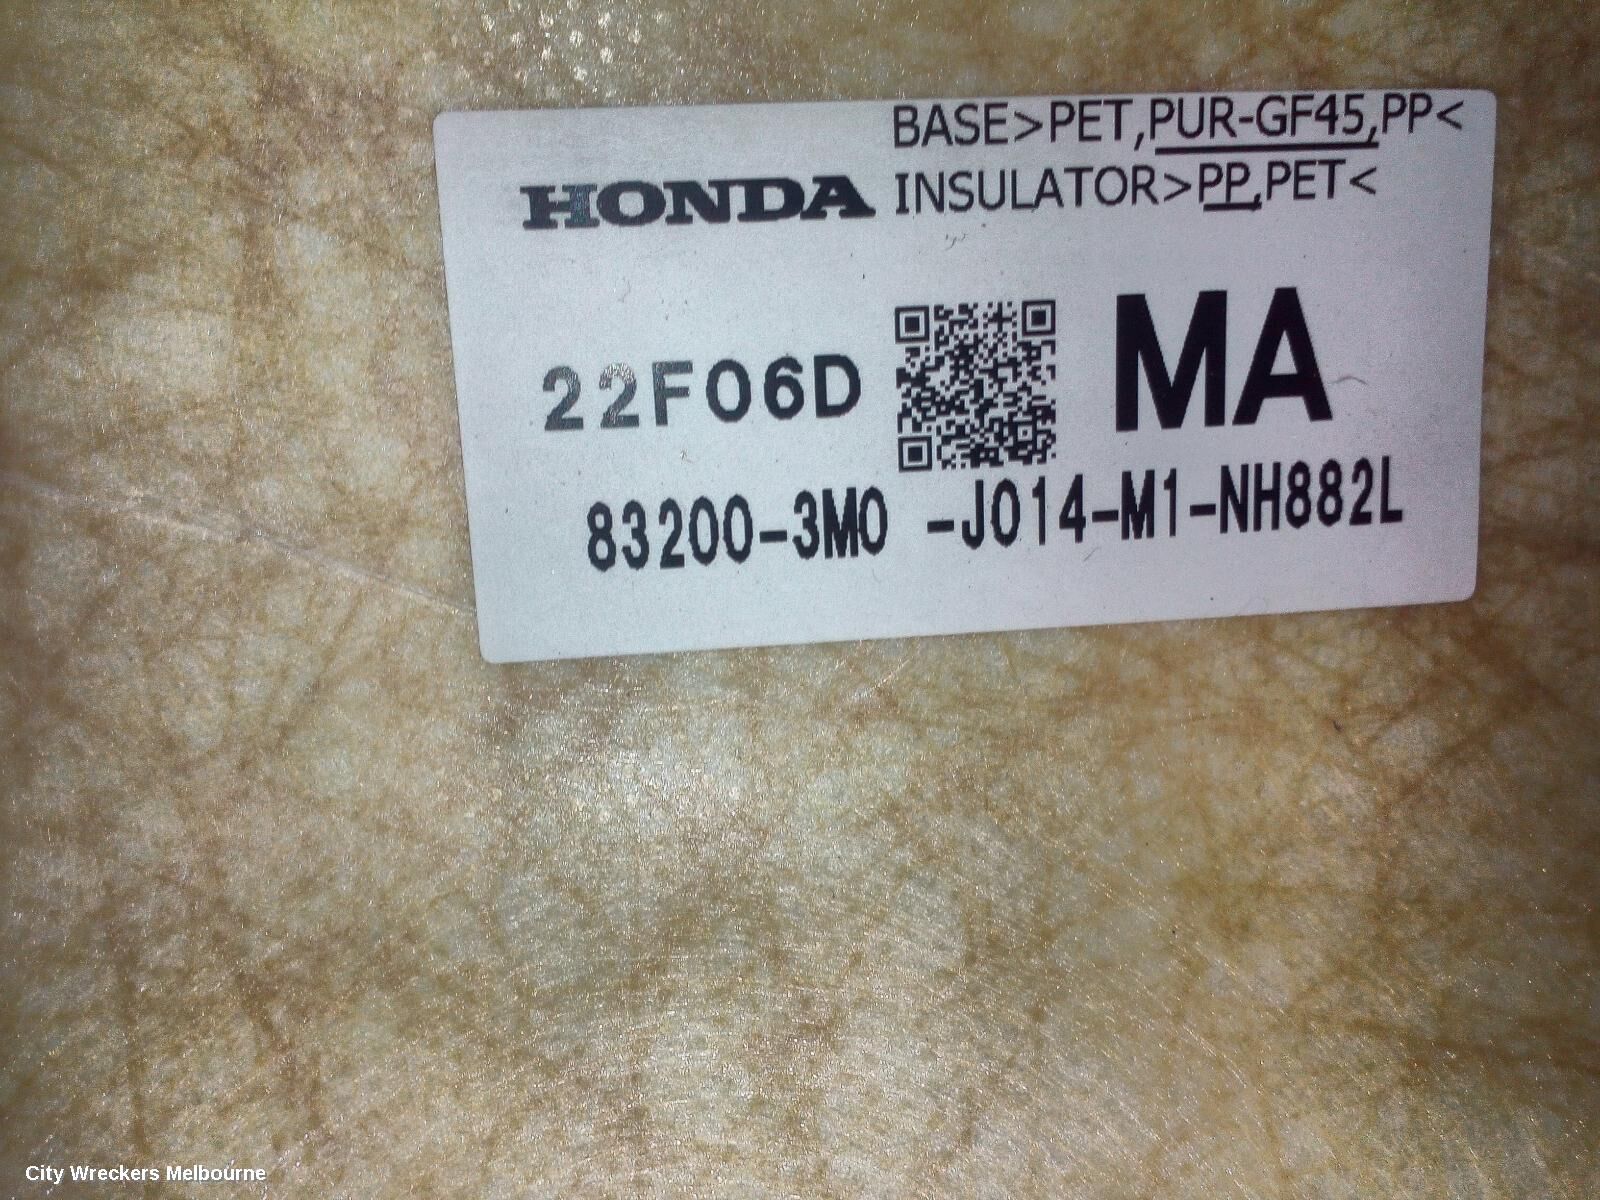 BASE>PET,PUR-GF45,PP<
HONDA INSULATOR>PP,PET<
22F06D MA
83200-3M0 -J014-M1-NH882L
City Wreckers Melbourne